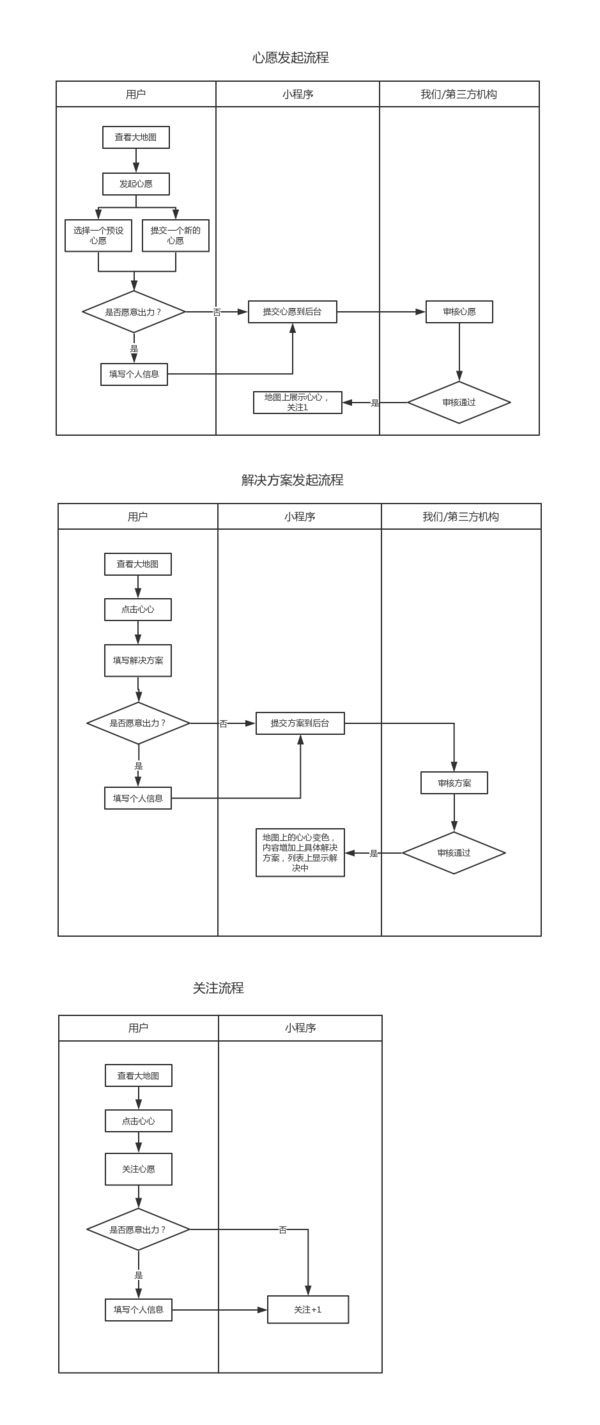 心愿发起流程
用户
小程序
我们/第三方机构
查看大地图
发起心愿
选择一个预设
心愿
提交一个新的
心愿
是否愿意出力？
否
提交心愿到后台
审核心愿
是
填写个人信息
地图上展示心心，
关注1
是
审核通过
解决方案发起流程
用户
小程序
我们/第三方机构
查看大地图
点击心心
填写解决方案
是否愿意出力？
否
提交方案到后台
是
审核方案
填写个人信息
地图上的心心变色，
内容增加上具体解决
方案，列表上显示解
决中
是
审核通过
关注流程
用户
小程序
查看大地图
点击心心
关注心愿
是否愿意出力？
否
是
填写个人信息
关注+1